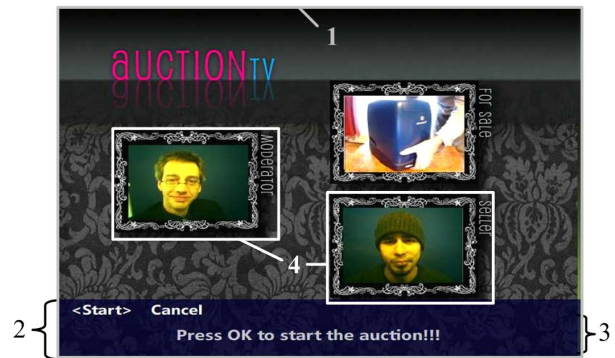 1
aUCTIONTV
For sale
Moderator
seller
4
<Start> Cancel
2
3
Press OK to start the auction!!!